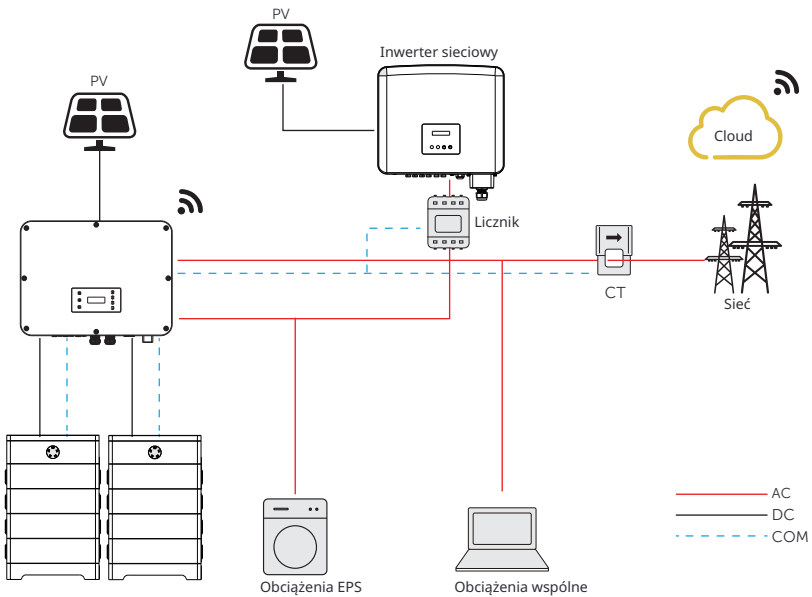 PV
Inwerter sieciowy
PV
Cloud
Licznik
CT
Sieć
AC
DC
COM
Obciążenia EPS
Obciążenia wspólne